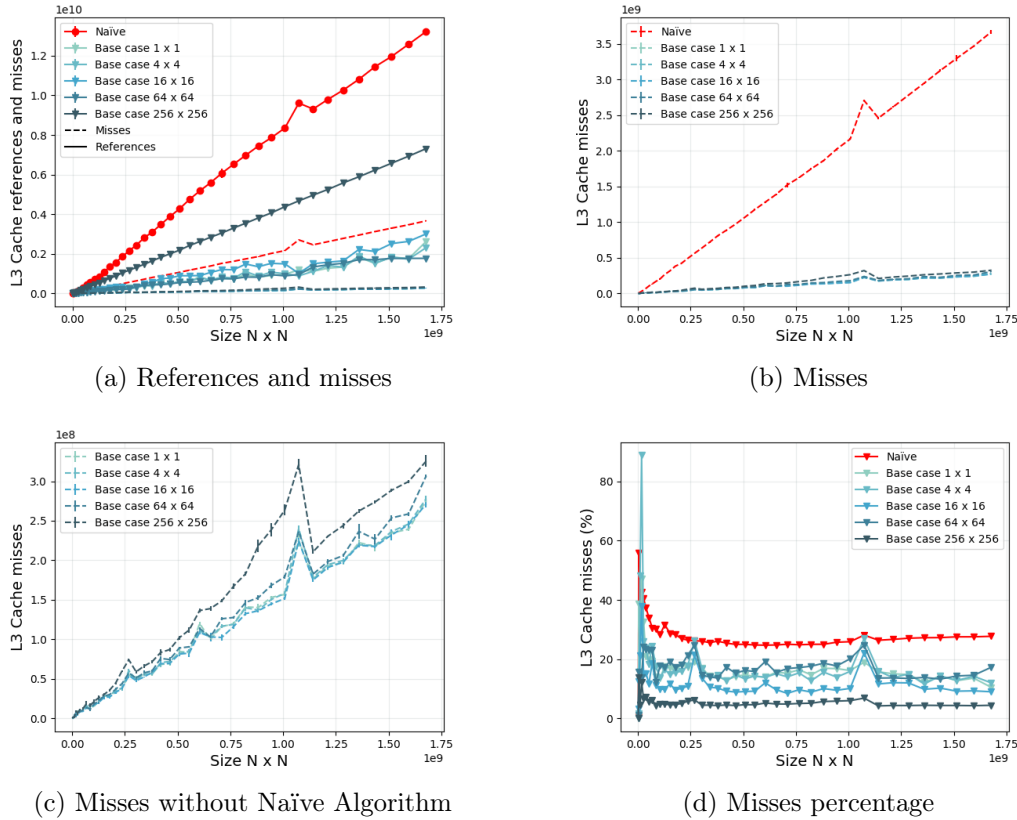 1e10
Naïve
Base case 1 x 1
Base case 4 x 4
Base case 16 x 16
Base case 64 x 64
Base case 256 x 256
Misses
References
L3 Cache references and misses
1.2
1.0
0.8
0.6
0.4
0.2
0.0
0.00 0.25 0.50 0.75 1.00 1.25 1.50 1.75
1e9
Size N x N
(a) References and misses
1e9
Naïve
Base case 1 x 1
Base case 4 x 4
Base case 16 x 16
Base case 64 x 64
Base case 256 x 256
L3 Cache misses
3.5
3.0
2.5
2.0
1.5
1.0
0.5
0.0
0.00 0.25 0.50 0.75 1.00 1.25 1.50 1.75
1e9
Size N x N
(b) Misses
1e8
Base case 1 x 1
Base case 4 x 4
Base case 16 x 16
Base case 64 x 64
Base case 256 x 256
L3 Cache misses
3.0
2.5
2.0
1.5
1.0
0.5
0.0
0.00 0.25 0.50 0.75 1.00 1.25 1.50 1.75
1e9
Size N x N
(c) Misses without Naïve Algorithm
Naïve
Base case 1 x 1
Base case 4 x 4
Base case 16 x 16
Base case 64 x 64
Base case 256 x 256
L3 Cache misses (%)
80
60
40
20
0
0.00 0.25 0.50 0.75 1.00 1.25 1.50 1.75
1e9
Size N x N
(d) Misses percentage